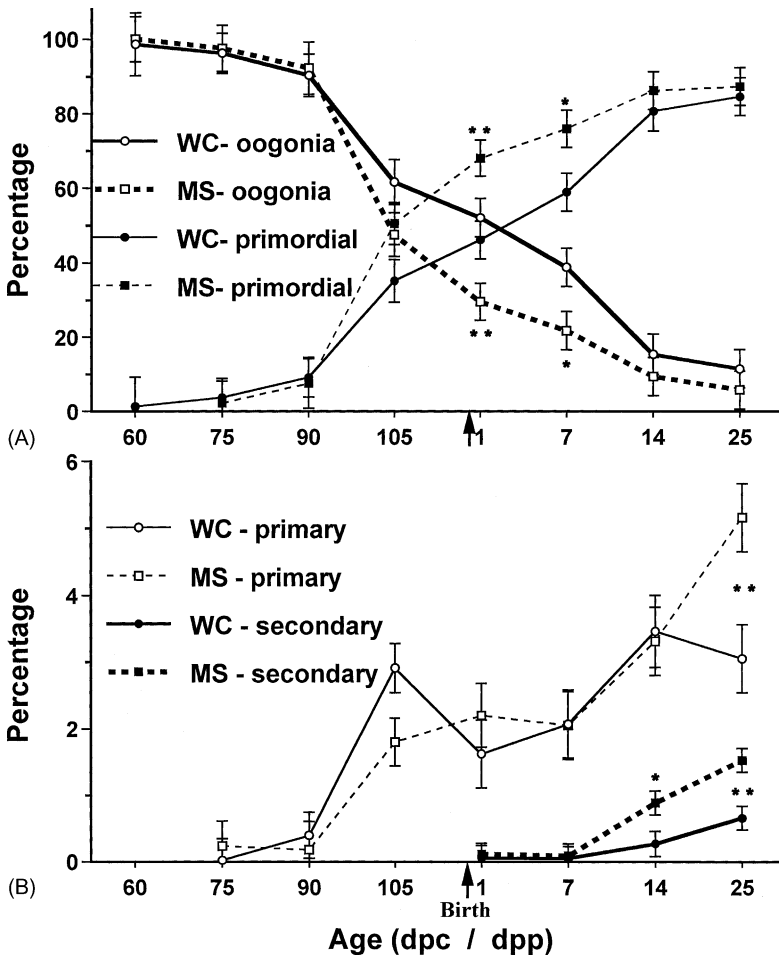 Percentage
100
80
60
40
20
0
WC- oogonia
MS- oogonia
WC- primordial
MS- primordial
* *
*
* *
*
(A)
60 75 90 105 1 7 14 25
Percentage
6
4
2
0
WC - primary
MS - primary
WC - secondary
MS - secondary
* *
*
* *
(B)
60 75 90 105 1 7 14 25
Birth
Age (dpc / dpp)